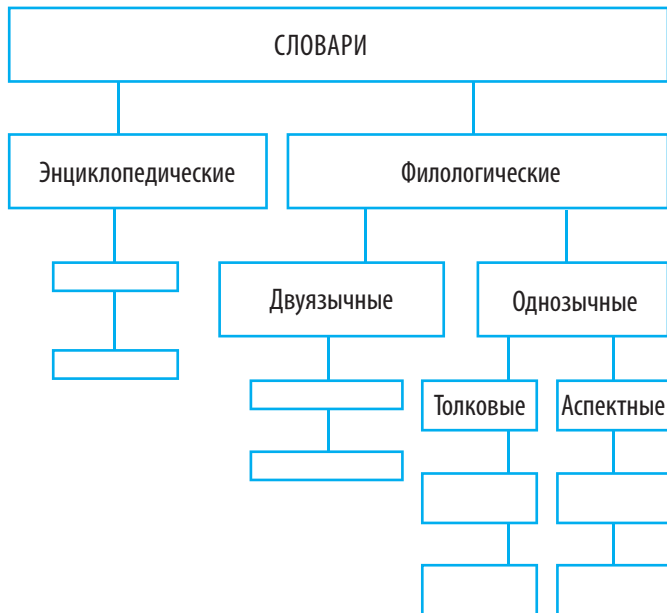 СЛОВАРИ
Энциклопедические
Филологические
Двуязычные
Однозычные
Толковые
Аспектные